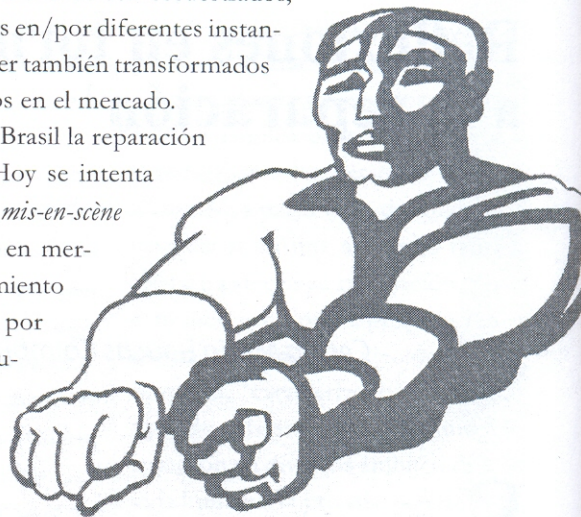 s en/por diferentes instan-
er también transformados
os en el mercado.
Brasil la reparación
Hoy se intenta
mis-en-scène
en mer-
miento
por
u-